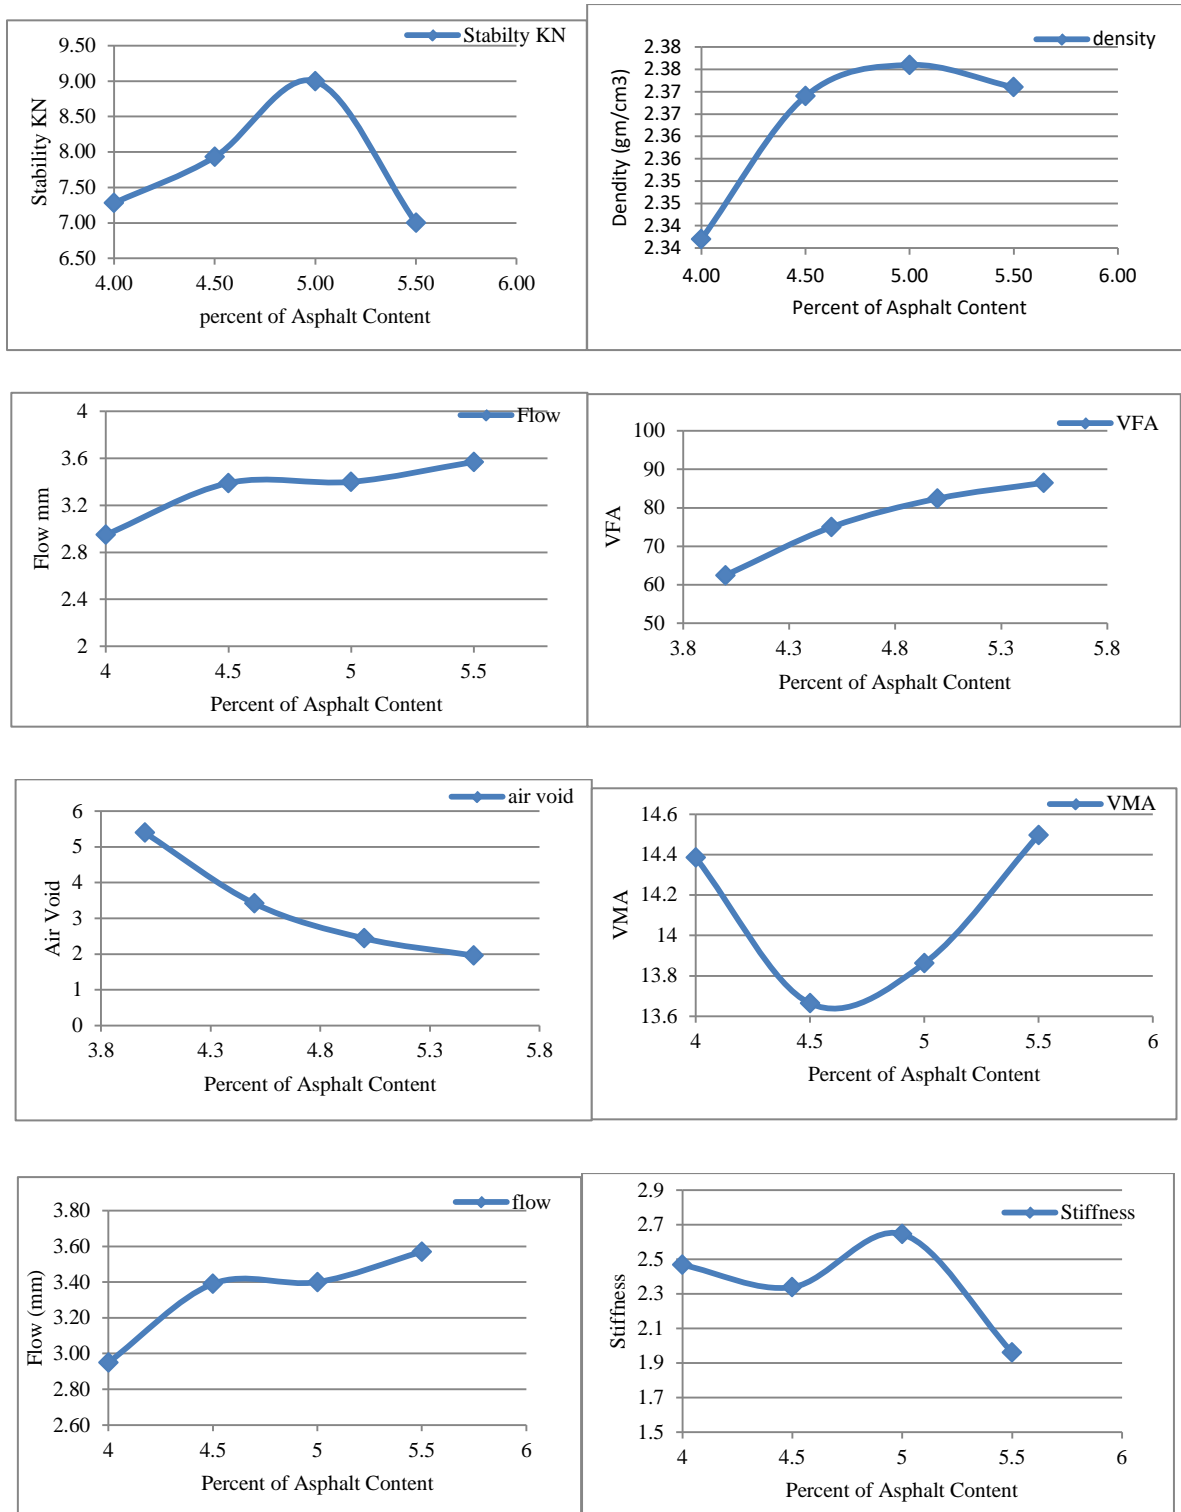 Stabilty KN
9.50
9.00
8.50
8.00
7.50
7.00
6.50
Stability KN
4.00 4.50 5.00 5.50 6.00
percent of Asphalt Content
density
2.38
2.38
2.37
2.37
2.36
2.36
2.35
2.35
2.34
2.34
Dendity (gm/cm3)
4.00 4.50 5.00 5.50 6.00
Percent of Asphalt Content
Flow
4
3.6
3.2
2.8
2.4
2
Flow mm
4 4.5 5 5.5
Percent of Asphalt Content
VFA
100
90
80
70
60
50
VFA
3.8 4.3 4.8 5.3 5.8
Percent of Asphalt Content
air void
6
5
4
3
2
1
0
Air Void
3.8 4.3 4.8 5.3 5.8
Percent of Asphalt Content
VMA
14.6
14.4
14.2
14
13.8
13.6
VMA
4 4.5 5 5.5 6
Percent of Asphalt Content
flow
3.80
3.60
3.40
3.20
3.00
2.80
2.60
Flow (mm)
4 4.5 5 5.5 6
Percent of Asphalt Content
Stiffness
2.9
2.7
2.5
2.3
2.1
1.9
1.7
1.5
Stiffness
4 4.5 5 5.5 6
Percent of Asphalt Content